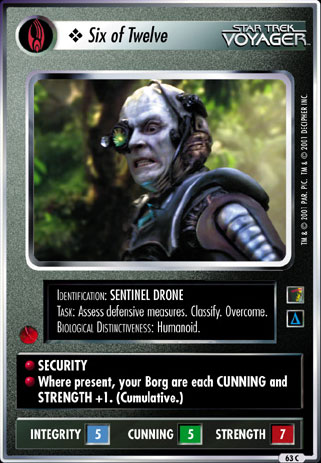 ❖ Six of Twelve
STAR TREK
VOYAGER™
TM & © 2001 PAR. PIC. TM & © 2001 DECIPHER INC.
IDENTIFICATION: SENTINEL DRONE
TASK: Assess defensive measures. Classify. Overcome.
BIOLOGICAL DISTINCTIVENESS: Humanoid.
SECURITY
Where present, your Borg are each CUNNING and
STRENGTH +1. (Cumulative.)
INTEGRITY 5 CUNNING 5 STRENGTH 7
63 C